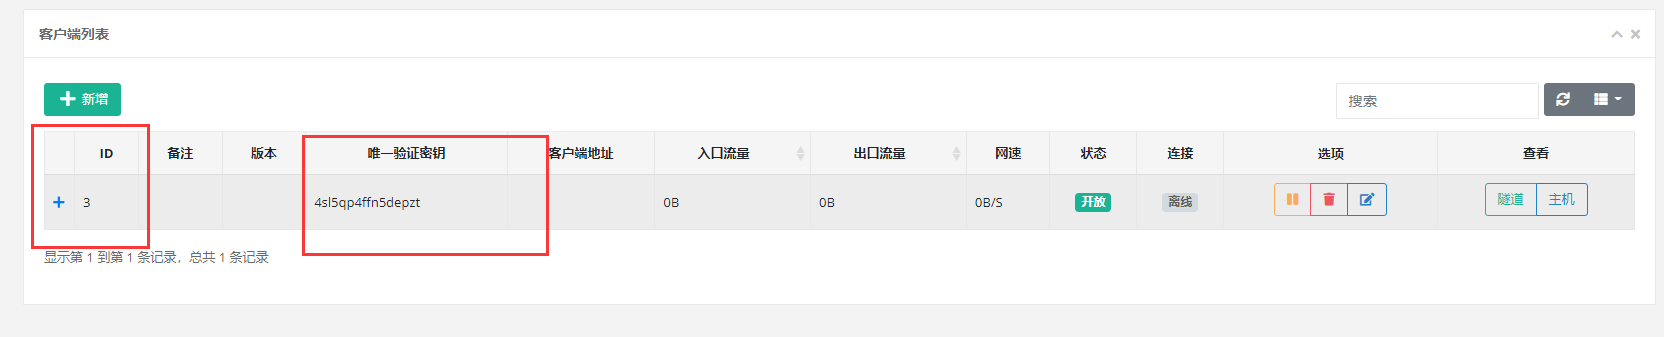 客户端列表
新增
搜索
ID 备注 版本 唯一验证密钥 客户端地址 入口流量 出口流量 网速 状态 连接 选项 查看
3 4sl5qp4ffn5depzt 0B 0B 0B/S 开放 离线 隧道 主机
显示第 1 到第 1 条记录，总共 1 条记录